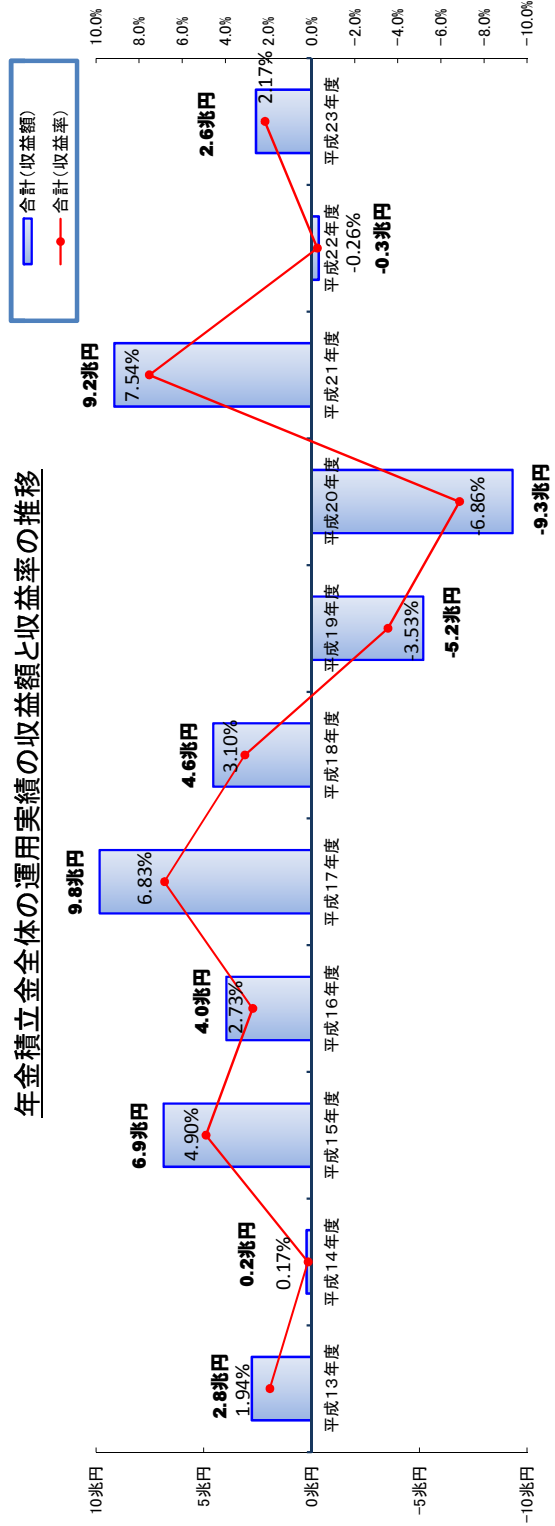 年金積立金全体の運用実績の収益額と収益率の推移
合計(収益額)
合計(収益率)
10兆円
5兆円
0兆円
-5兆円
-10兆円
10.0%
8.0%
6.0%
4.0%
2.0%
0.0%
-2.0%
-4.0%
-6.0%
-8.0%
-10.0%
2.8兆円
1.94%
平成13年度
0.2兆円
0.17%
平成14年度
6.9兆円
4.90%
平成15年度
4.0兆円
2.73%
平成16年度
9.8兆円
6.83%
平成17年度
4.6兆円
3.10%
平成18年度
平成19年度
-3.53%
-5.2兆円
平成20年度
-6.86%
-9.3兆円
9.2兆円
7.54%
平成21年度
平成22年度
-0.26%
-0.3兆円
2.6兆円
2.17%
平成23年度